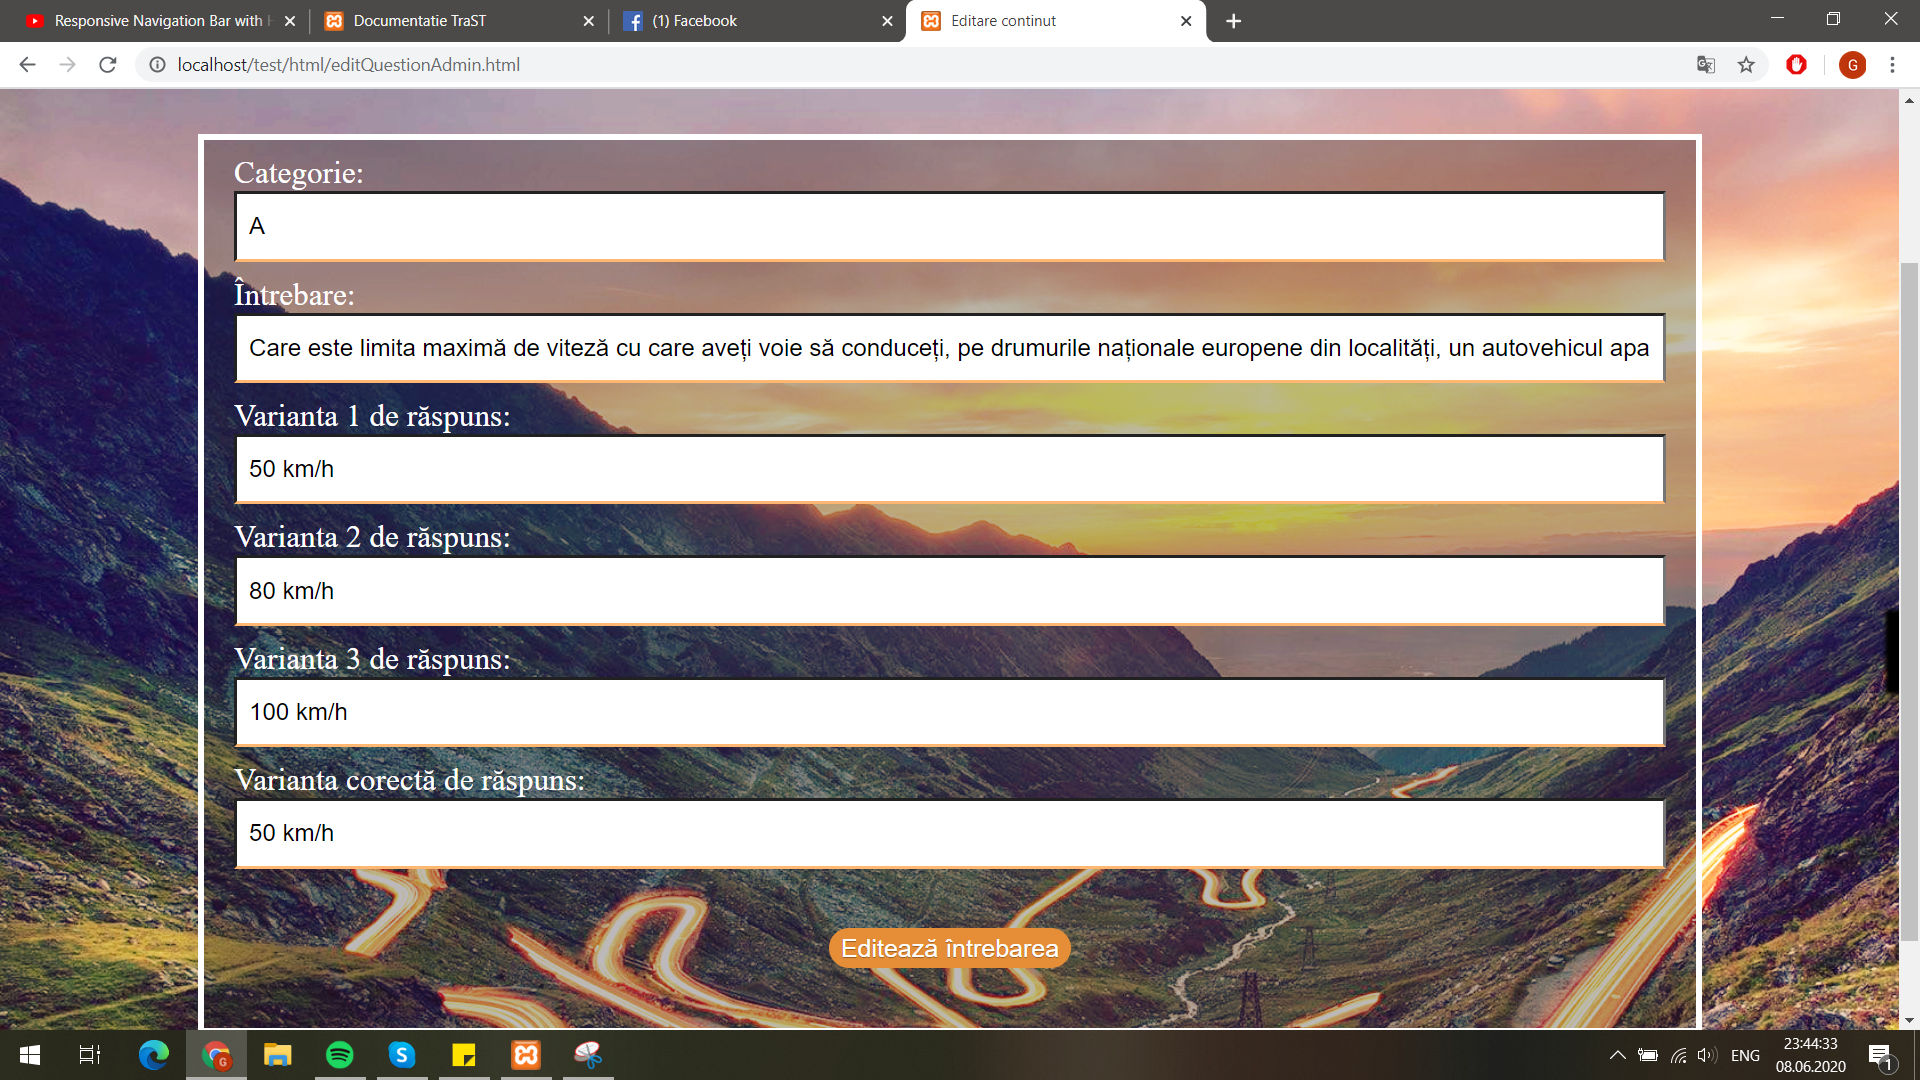 Responsive Navigation Bar with
Documentatie TraST
(1) Facebook
Editare continut
localhost/test/html/editQuestionAdmin.html
G
Categorie:
A
Întrebare:
Care este limita maximă de viteză cu care aveți voie să conduceți, pe drumurile naționale europene din localități, un autovehicul apa
Varianta 1 de răspuns:
50 km/h
Varianta 2 de răspuns:
80 km/h
Varianta 3 de răspuns:
100 km/h
Varianta corectă de răspuns:
50 km/h
Editează întrebarea
ENG
23:44:33
08.06.2020
1